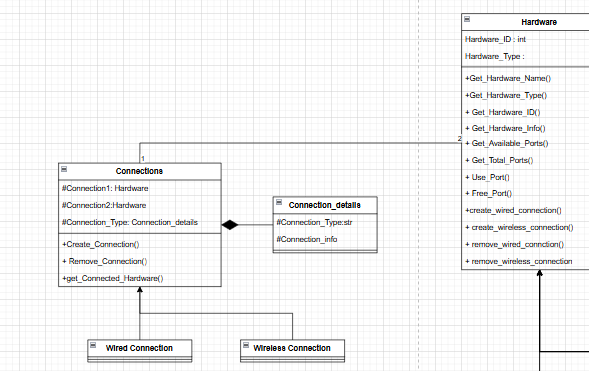 Hardware
Hardware_ID : int
Hardware_Type :
+Get_Hardware_Name()
+Get_Hardware_Type()
+ Get_Hardware_ID()
+ Get_Hardware_Info()
+ Get_Available_Ports()
+ Get_Total_Ports()
+ Use_Port()
+ Free_Port()
+create_wired_connection()
+ create_wireless_connection()
+ remove_wired_connction()
+ remove_wireless_connection
2
1
Connections
#Connection1: Hardware
#Connection2:Hardware
#Connection_Type: Connection_details
+Create_Connection()
+ Remove_Connection()
+get_Connected_Hardware()
Connection_details
#Connection_Type:str
#Connection_info
Wired Connection
Wireless Connection